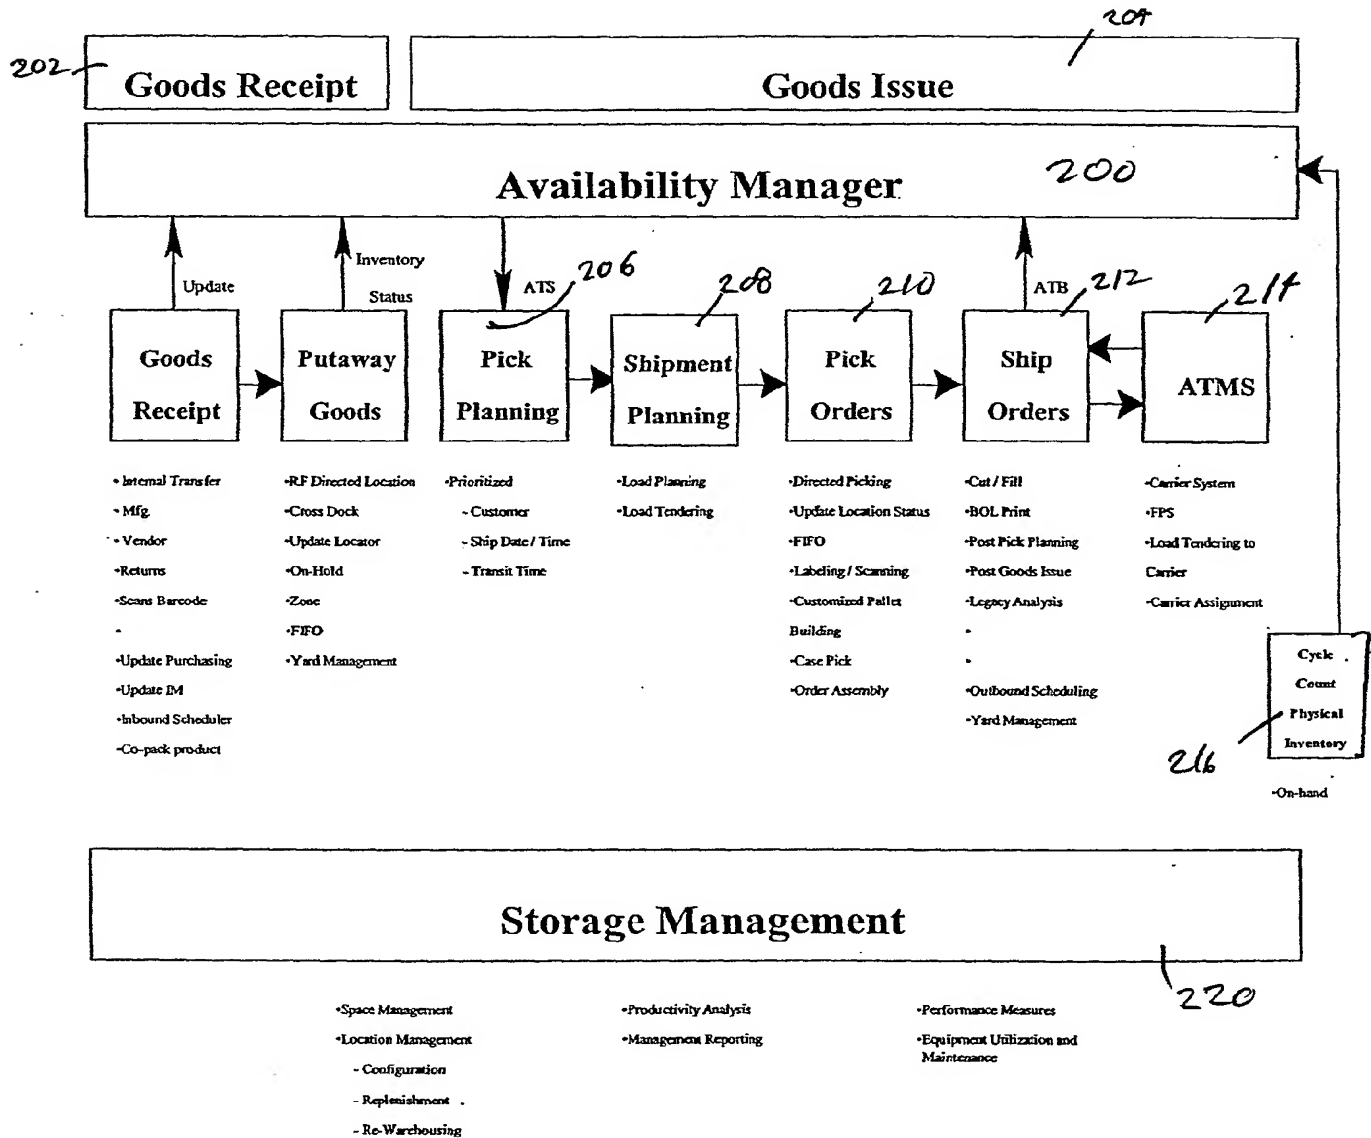 204
202
Goods Receipt
Goods Issue
Availability Manager
200
Update
Inventory
Status
ATS
206
208
210
ATB
212
214
Goods
Receipt
Putaway
Goods
Pick
Planning
Shipment
Planning
Pick
Orders
Ship
Orders
ATMS
•Internal Transfer
•Mfg.
•Vendor
•Returns
•Scans Barcode
•
•Update Purchasing
•Update IM
•Inbound Scheduler
•Co-pack product
•RF Directed Location
•Cross Dock
•Update Locator
•On-Hold
•Zone
•FIFO
•Yard Management
•Prioritized
- Customer
- Ship Date / Time
- Transit Time
•Load Planning
•Load Tendering
•Directed Picking
•Update Location Status
•FIFO
•Labeling / Scanning
•Customized Pallet
Building
•Case Pick
•Order Assembly
•Cut / Fill
•BOL Print
•Post Pick Planning
•Post Goods Issue
•Legacy Analysis
•
•
•Outbound Scheduling
•Yard Management
•Carrier System
•FPS
•Load Tendering to
Carrier
•Carrier Assignment
Cycle
Count
Physical
Inventory
216
•On-hand
Storage Management
220
•Space Management
•Location Management
- Configuration
- Replenishment
- Re-Warehousing
•Productivity Analysis
•Management Reporting
•Performance Measures
•Equipment Utilization and
Maintenance